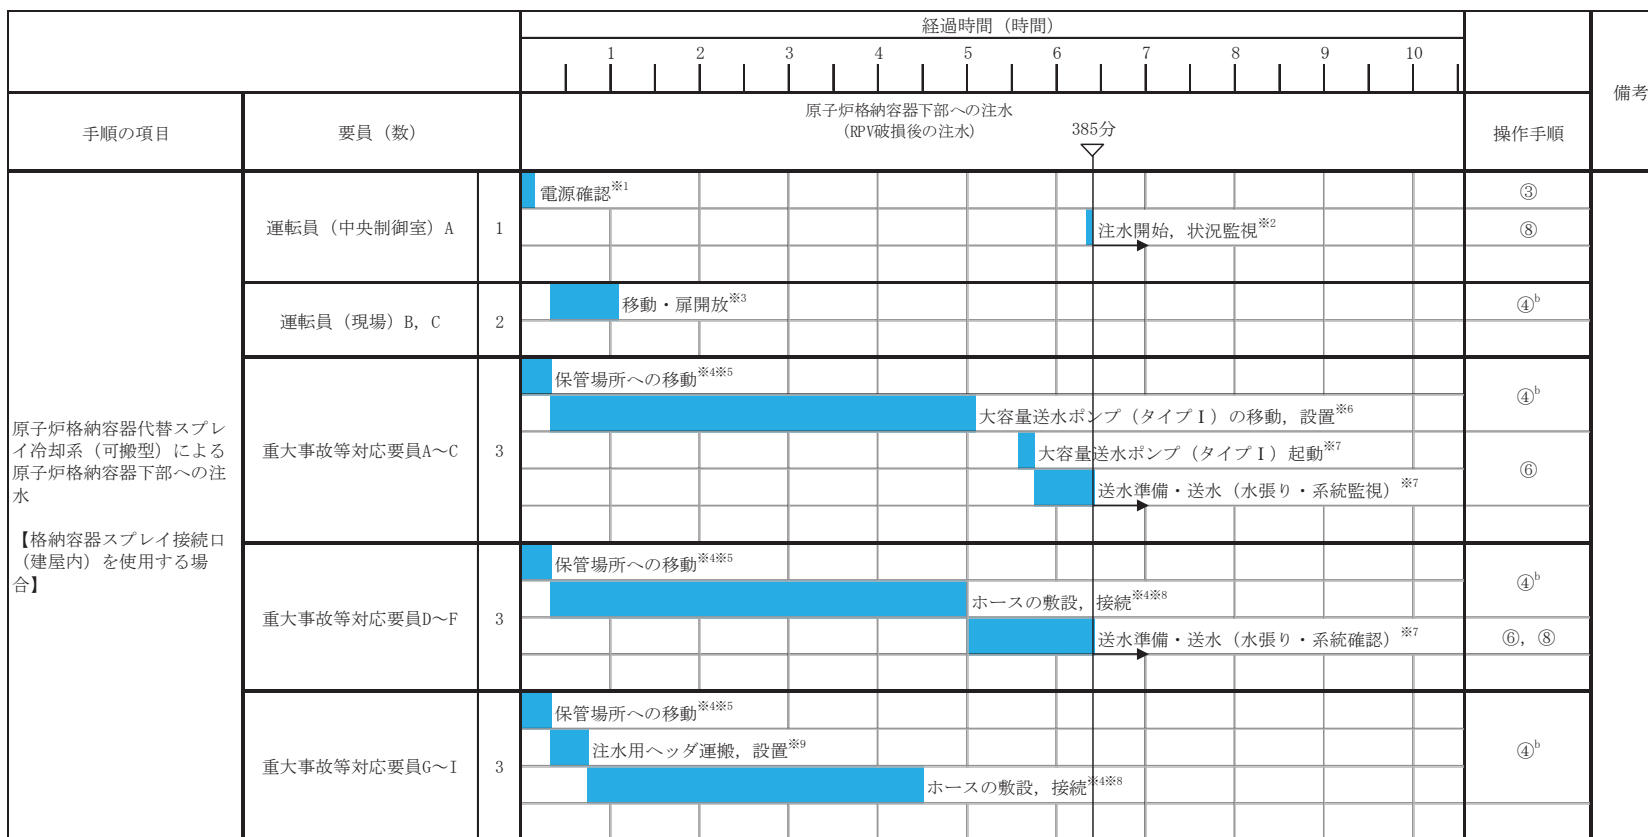 経過時間（時間）
1 2 3 4 5 6 7 8 9 10
備考
手順の項目
要員（数）
原子炉格納容器下部への注水
（RPV破損後の注水）
385分
操作手順
原子炉格納容器代替スプレ
イ冷却系（可搬型）による
原子炉格納容器下部への注
水
【格納容器スプレイ接続口
（建屋内）を使用する場
合】
運転員（中央制御室）A
1
電源確認※1
③
注水開始，状況監視※2
⑧
運転員（現場）B，C
2
移動・扉開放※3
④b
重大事故等対応要員A～C
3
保管場所への移動※4※5
大容量送水ポンプ（タイプⅠ）の移動，設置※6
④b
大容量送水ポンプ（タイプⅠ）起動※7
送水準備・送水（水張り・系統監視）※7
⑥
重大事故等対応要員D～F
3
保管場所への移動※4※5
ホースの敷設，接続※4※8
④b
送水準備・送水（水張り・系統確認）※7
⑥，⑧
重大事故等対応要員G～I
3
保管場所への移動※4※5
注水用ヘッダ運搬，設置※9
ホースの敷設，接続※4※8
④b